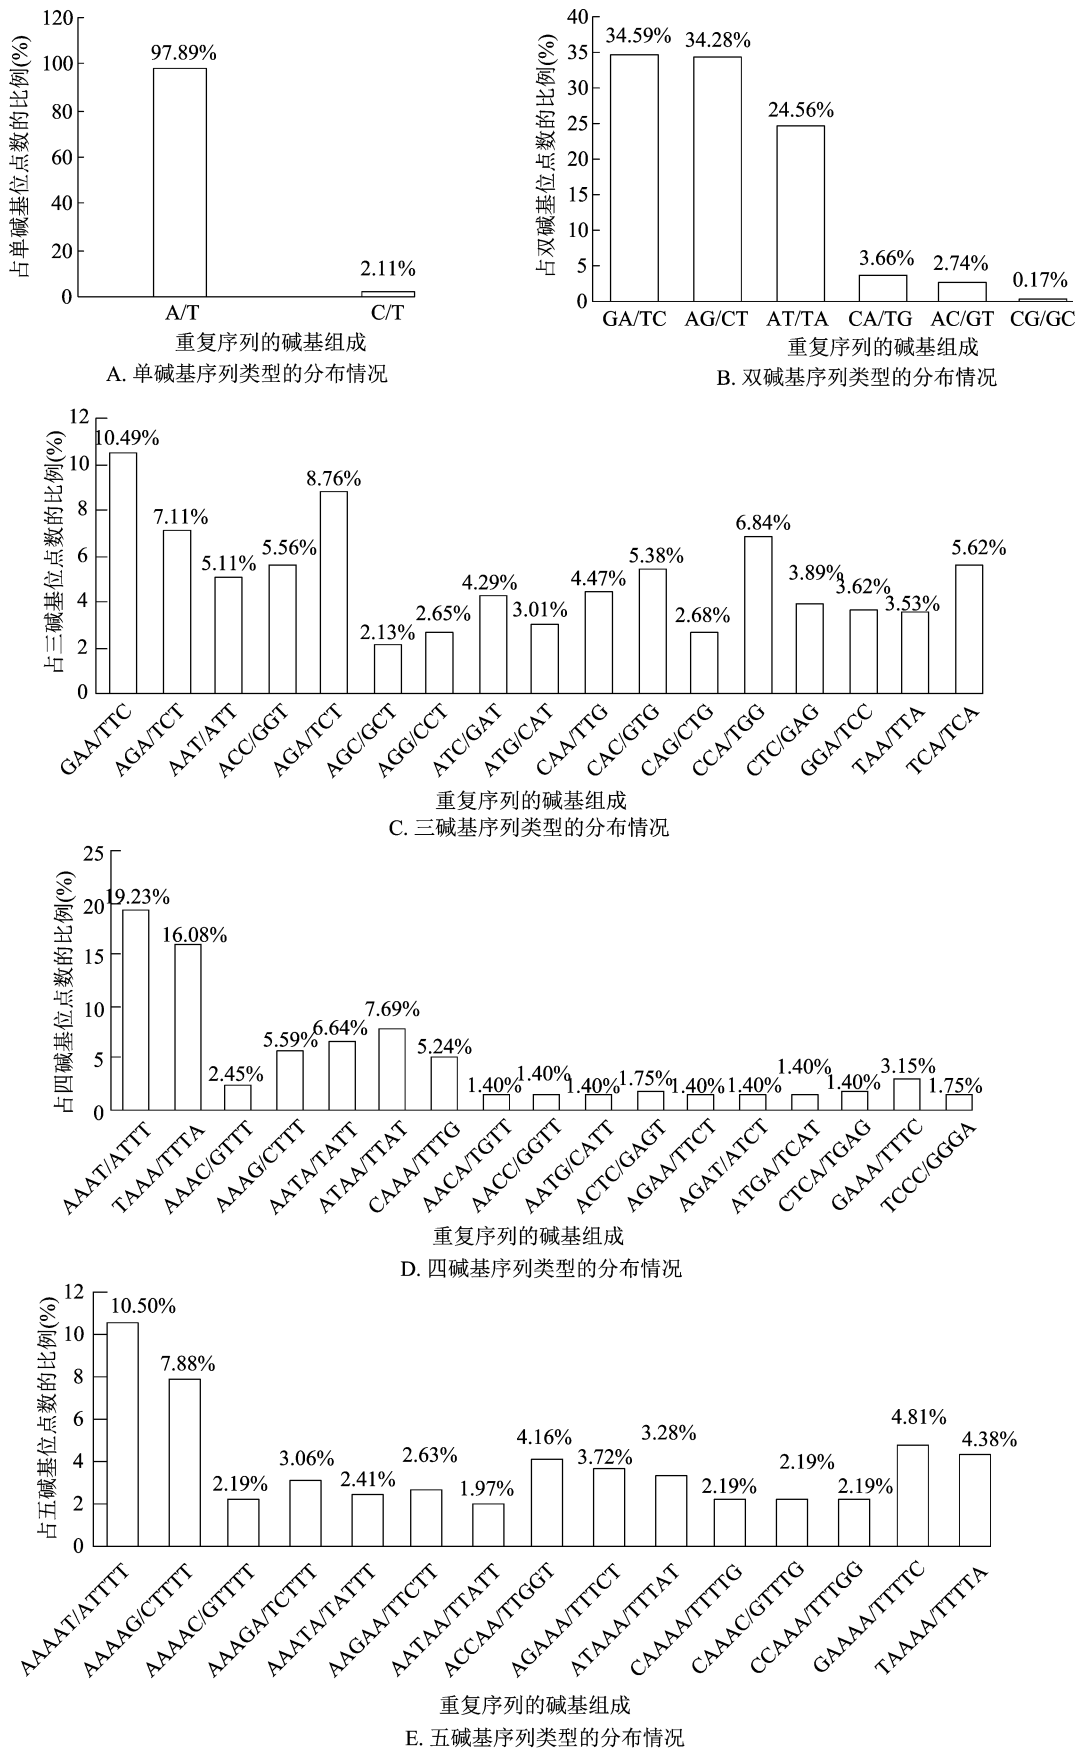 占单碱基位点数的比例(%)
120
100
80
60
40
20
0
97.89%
2.11%
A/T
C/T
重复序列的碱基组成
A. 单碱基序列类型的分布情况
占双碱基位点数的比例(%)
40
35
30
25
20
15
10
5
0
34.59%
34.28%
24.56%
3.66%
2.74%
0.17%
GA/TC
AG/CT
AT/TA
CA/TG
AC/GT
CG/GC
重复序列的碱基组成
B. 双碱基序列类型的分布情况
占三碱基位点数的比例(%)
12
10
8
6
4
2
0
10.49%
7.11%
5.11%
5.56%
8.76%
2.13%
2.65%
4.29%
3.01%
4.47%
5.38%
2.68%
6.84%
3.89%
3.62%
3.53%
5.62%
GAA/TTC
AGA/TCT
AAT/ATT
ACC/GGT
AGA/TCT
AGC/GCT
AGG/CCT
ATC/GAT
ATG/CAT
CAA/TTG
CAC/GTG
CAG/CTG
CCA/TGG
CTC/GAG
GGA/TCC
TAA/TTA
TCA/TCA
重复序列的碱基组成
C. 三碱基序列类型的分布情况
占四碱基位点数的比例(%)
25
20
15
10
5
0
19.23%
16.08%
2.45%
5.59%
6.64%
7.69%
5.24%
1.40%
1.40%
1.40%
1.75%
1.40%
1.40%
1.40%
1.40%
3.15%
1.75%
AAAT/ATTT
TAAA/TTTA
AAAC/GTTT
AAAG/CTTT
AATA/TATT
ATAA/TTAT
CAAA/TTTG
AACA/TGTT
AACC/GGTT
AATG/CATT
ACTC/GAGT
AGAA/TTCT
AGAT/ATCT
ATGA/TCAT
CTCA/TGAG
GAAA/TTTC
TCCC/GGGA
重复序列的碱基组成
D. 四碱基序列类型的分布情况
占五碱基位点数的比例(%)
12
10
8
6
4
2
0
10.50%
7.88%
2.19%
3.06%
2.41%
2.63%
1.97%
4.16%
3.72%
3.28%
2.19%
2.19%
2.19%
4.81%
4.38%
AAAAT/ATTTT
AAAAG/CTTTT
AAAAC/GTTTT
AAAGA/TCTTT
AAATA/TATTT
AAGAA/TTCTT
AATAA/TTATT
ACCAA/TTGGT
AGAAA/TTTCT
ATAAA/TTTAT
CAAAA/TTTTG
CAAAC/GTTTG
CCAAA/TTTGG
GAAAA/TTTTC
TAAAA/TTTTA
重复序列的碱基组成
E. 五碱基序列类型的分布情况